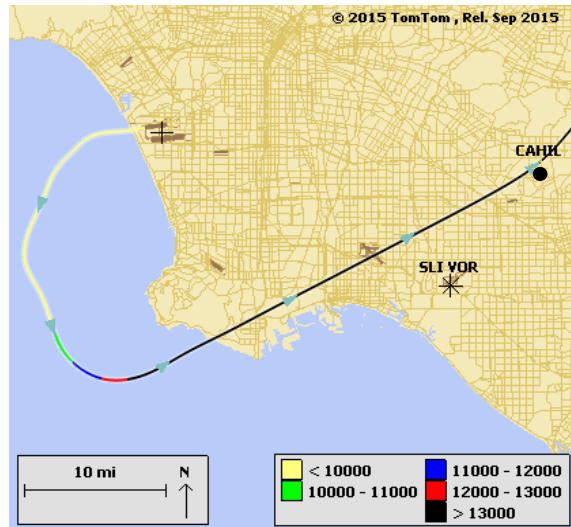 © 2015 TomTom , Rel. Sep 2015
CAHIL
SLI VOR
10 mi
N
< 10000
11000 - 12000
10000 - 11000
12000 - 13000
> 13000